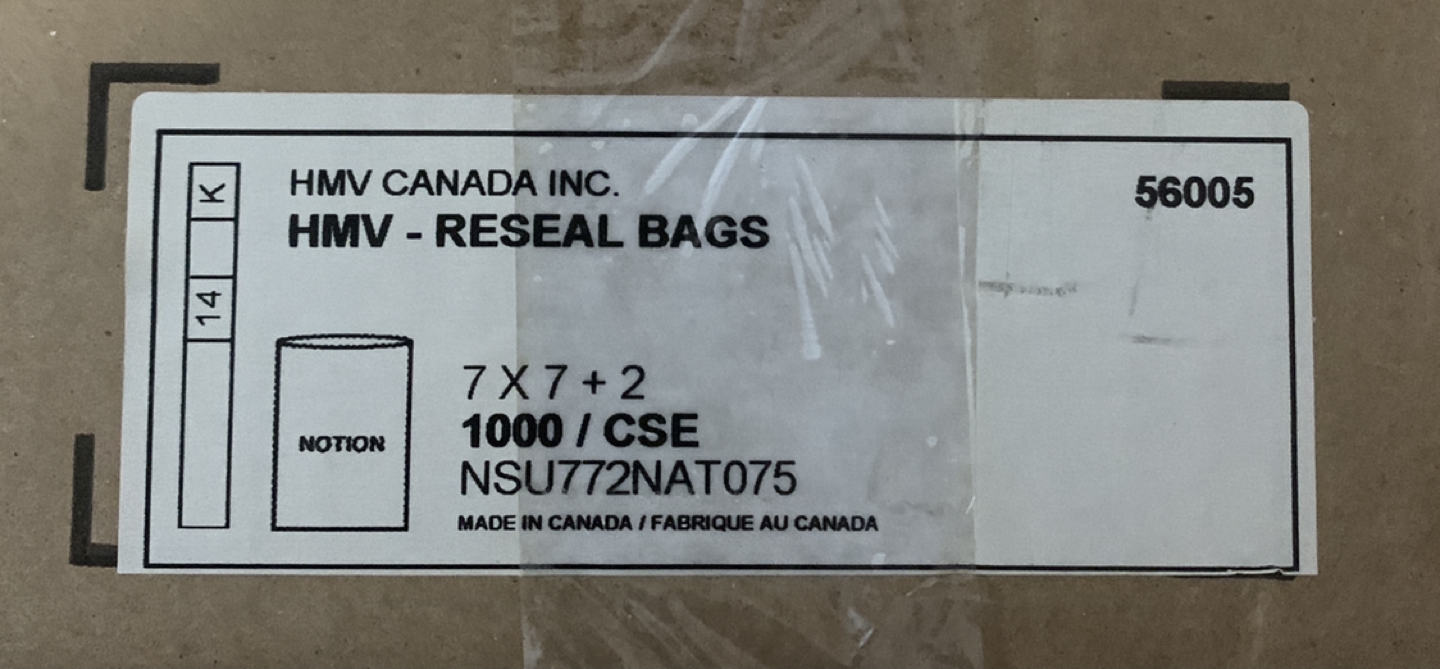 K
14
HMV CANADA INC.
56005
HMV - RESEAL BAGS
NOTION
7 X 7 + 2
1000 / CSE
NSU772NAT075
MADE IN CANADA / FABRIQUE AU CANADA